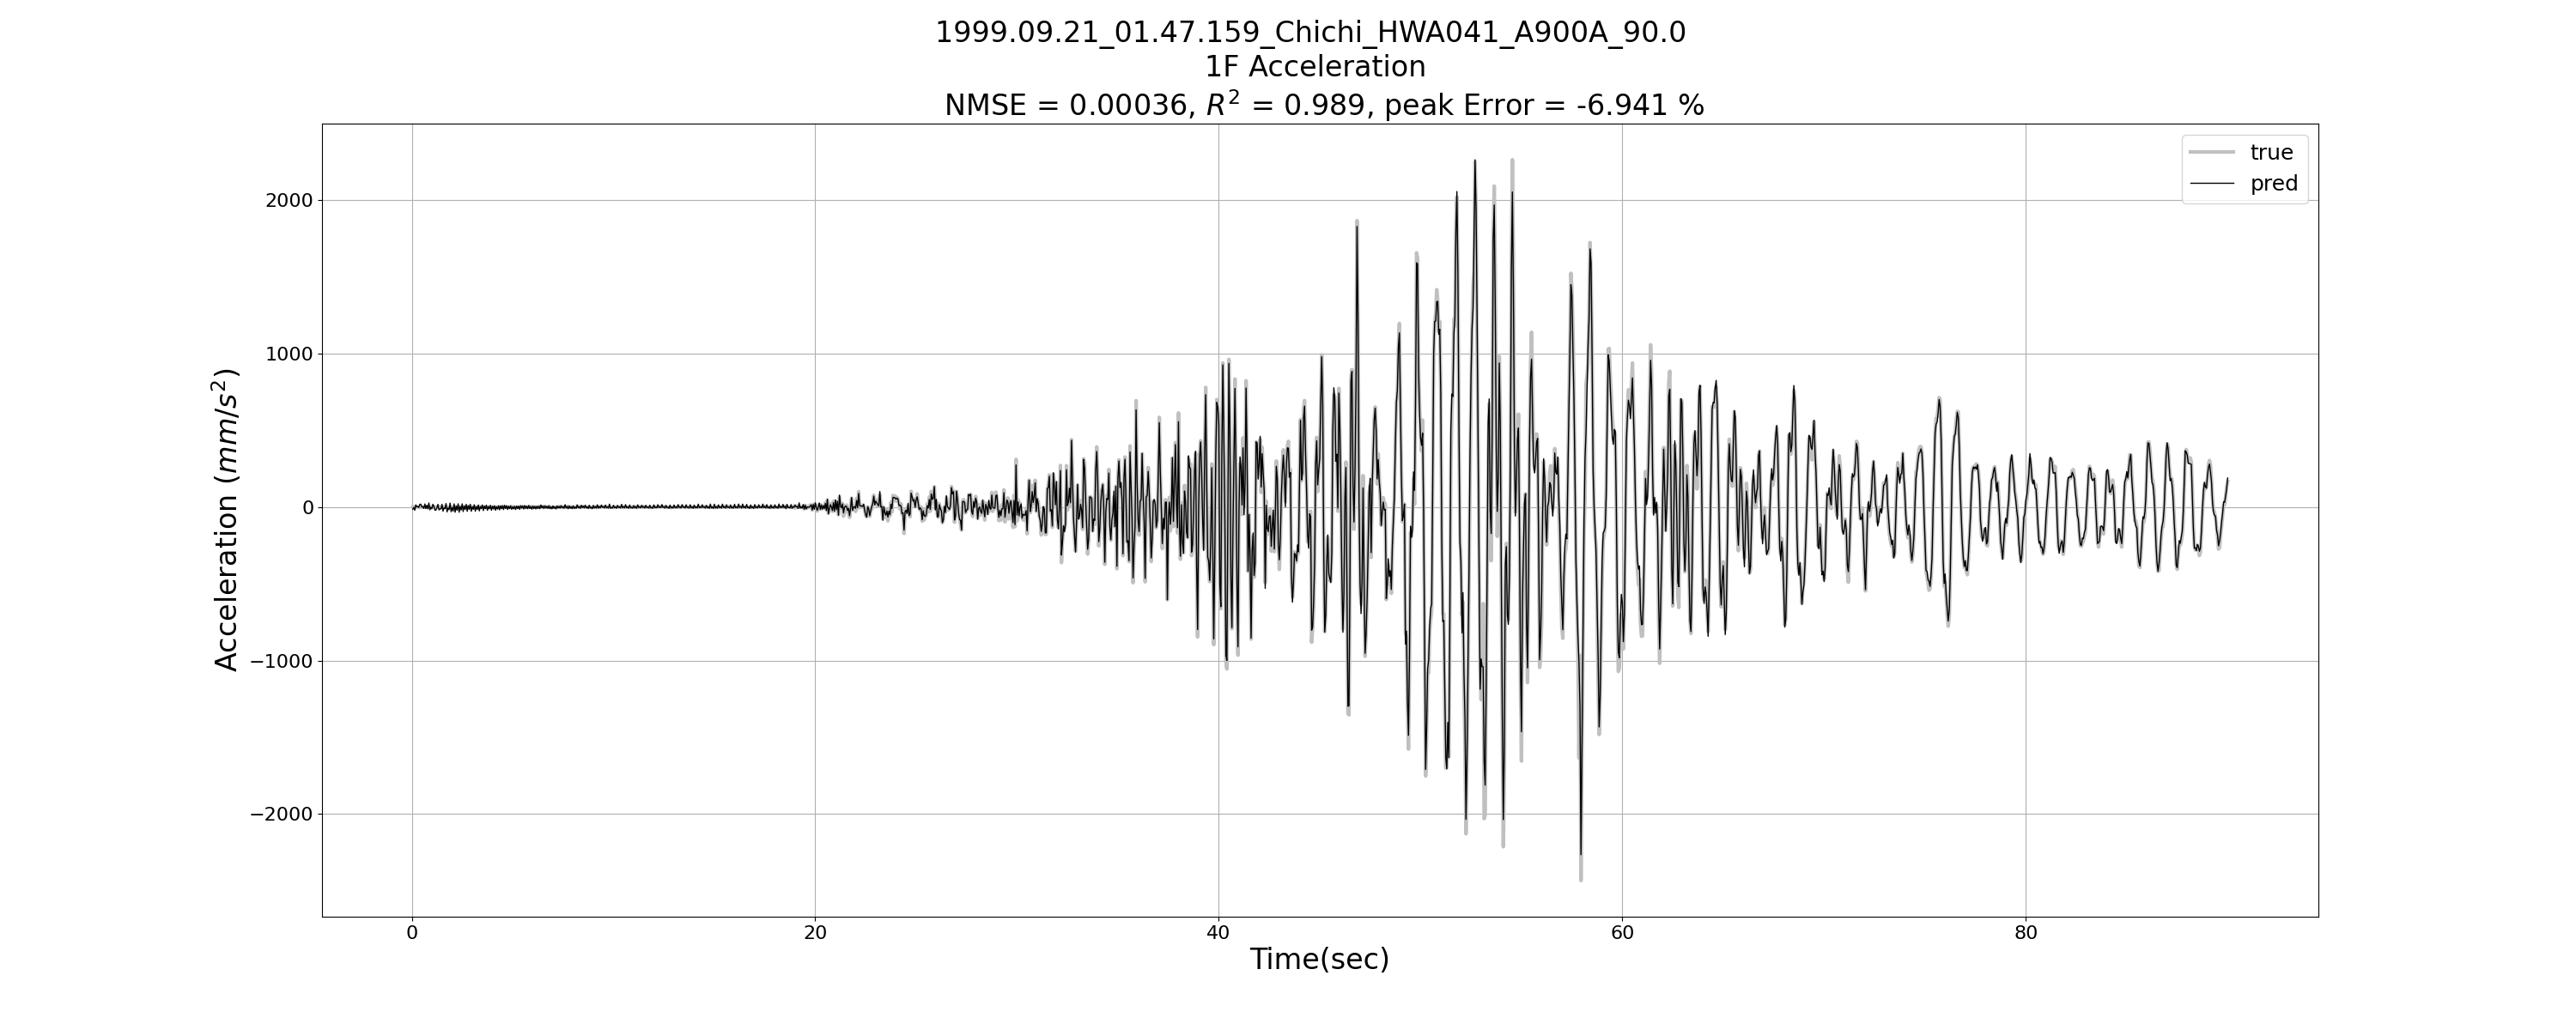 1999.09.21_01.47.159_Chichi_HWA041_A900A_90.0
1F Acceleration
NMSE = 0.00036, R² = 0.989, peak Error = -6.941 %
true
pred
2000
1000
0
−1000
−2000
Acceleration (mm/s²)
0 20 40 60 80
Time(sec)